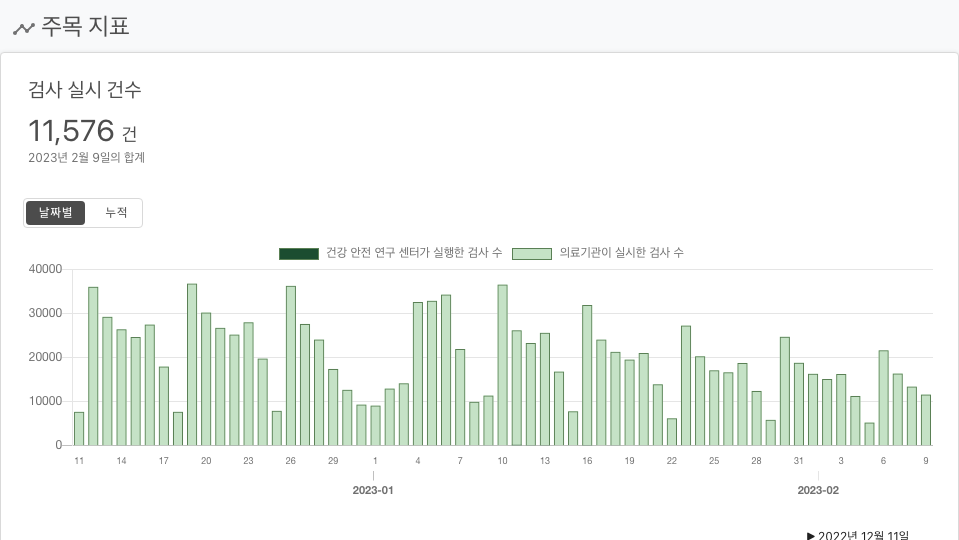 주목 지표
검사 실시 건수
11,576 건
2023년 2월 9일의 합계
날짜별 누적
건강 안전 연구 센터가 실행한 검사 수 의료기관이 실시한 검사 수
40000
30000
20000
10000
0
11 14 17 20 23 26 29 1 4 7 10 13 16 19 22 25 28 31 3 6 9
2023-01 2023-02
▶ 2022년 12월 11일